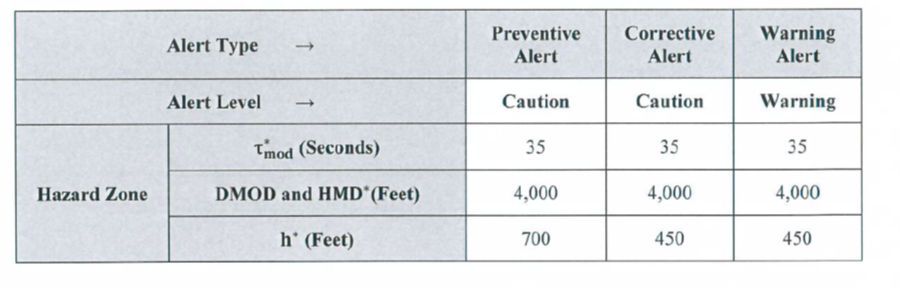 Alert Type → Preventive Alert Corrective Alert Warning Alert
Alert Level → Caution Caution Warning
Hazard Zone τ*mod (Seconds) 35 35 35
DMOD and HMD* (Feet) 4,000 4,000 4,000
h* (Feet) 700 450 450